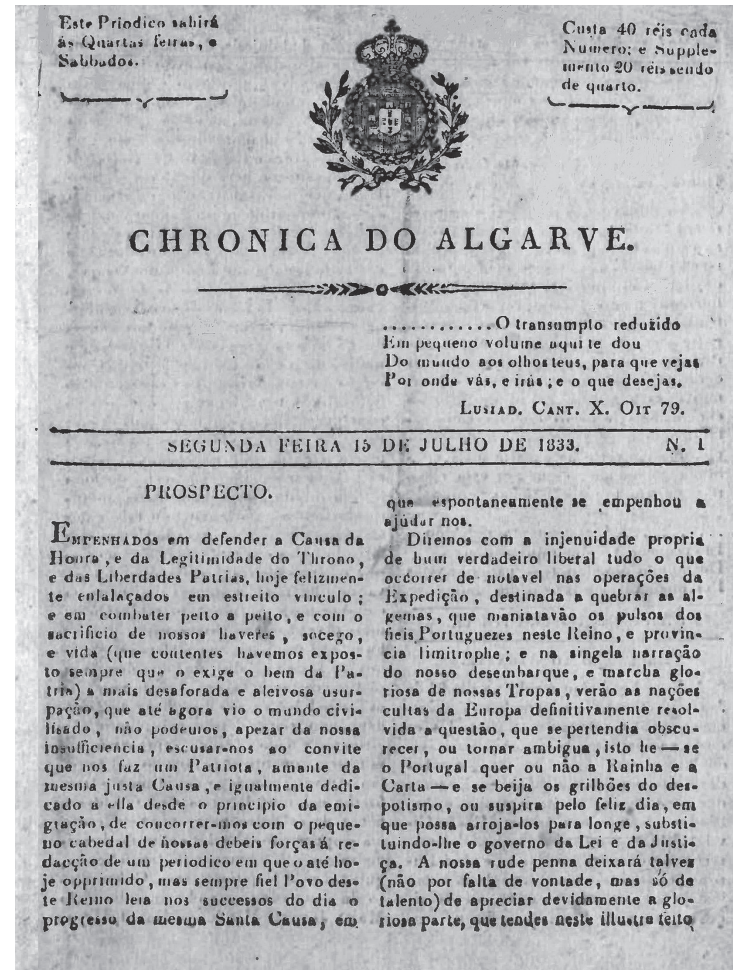 Este Priodico sahirá
ás Quartas feiras, e
Sabbados.
Custa 40 réis cada
Numero; e Supple-
mento 20 réis sendo
de quarto.
CHRONICA DO ALGARVE.
............O transumpto reduzido
Em pequeno volume aqui te dou
Do mundo aos olhos teus, para que vejas
Por onde vás, e irás; e o que desejas.
LUSIAD. CANT. X. OIT 79.
SEGUNDA FEIRA 15 DE JULHO DE 1833. N. 1
PROSPECTO.
EMPENHADOS em defender a Causa da
Honra, e da Legitimidade do Throno,
e das Liberdades Patrias, hoje felizmen-
te enlalaçados em estreito vinculo;
e em combater peito a peito, e com o
sacrificio de nossos haveres, socego,
e vida (que contentes havemos expos-
to sempre que o exige o bem da Pa-
tria) a mais desaforada e aleivosa usur-
pação, que até agora vio o mundo civi-
lisado, não podemos, apezar da nossa
insufficiencia, escusar-nos ao convite
que nos faz um Patriota, amante da
mesma justa Causa, e igualmente dedi-
cado a ella desde o principio da emi-
gração, de concorrer-mos com o peque-
no cabedal de nossas debeis forças á re-
dacção de um periodico em que o até ho-
je opprimido, mas sempre fiel Povo des-
te Reino leia nos successos do dia o
progresso da mesma Santa Causa, em
que espontaneamente se empenhou a
ajudar nos.
Diremos com a injenuidade propria
de hum verdadeiro liberal tudo o que
occorrer de notavel nas operações da
Expedição, destinada a quebrar as al-
gemas, que maniatavão os pulsos dos
fieis Portuguezes neste Reino, e provin-
cia limitrophe; e na singela narração
do nosso desembarque, e marcha glo-
riosa de nossas Tropas, verão as nações
cultas da Europa definitivamente resol-
vida a questão, que se pertendia obscu-
recer, ou tornar ambigua, isto he — se
o Portugal quer ou não a Rainha e a
Carta — e se beija os grilhões do des-
potismo, ou suspira pelo feliz dia, em
que possa arroja-los para longe, substi-
tuindo-lhe o governo da Lei e da Justi-
ça. A nossa rude penna deixará talvez
(não por falta de vontade, mas só de
talento) de apreciar devidamente a glo-
riosa parte, que tendes neste illustre feito,